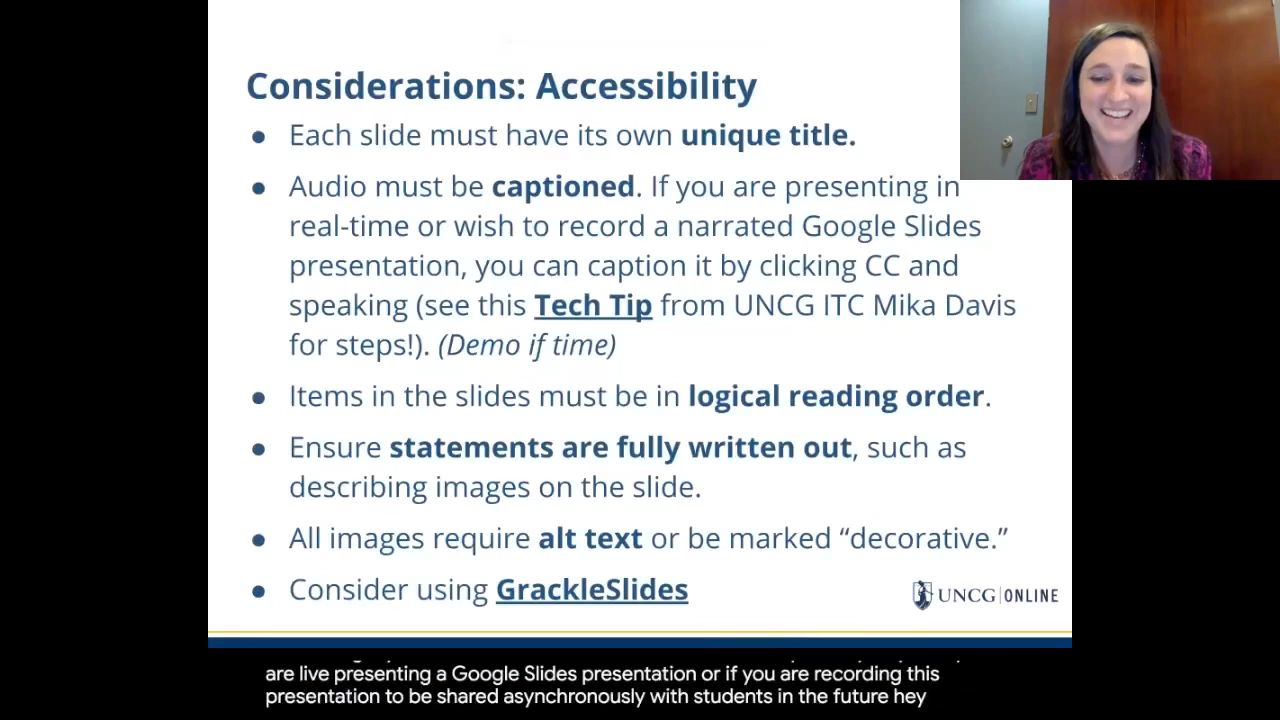 Considerations: Accessibility
● Each slide must have its own unique title.
● Audio must be captioned. If you are presenting in
real-time or wish to record a narrated Google Slides
presentation, you can caption it by clicking CC and
speaking (see this Tech Tip from UNCG ITC Mika Davis
for steps!). (Demo if time)
● Items in the slides must be in logical reading order.
● Ensure statements are fully written out, such as
describing images on the slide.
● All images require alt text or be marked “decorative.”
● Consider using GrackleSlides
UNCG | ONLINE
are live presenting a Google Slides presentation or if you are recording this
presentation to be shared asynchronously with students in the future hey